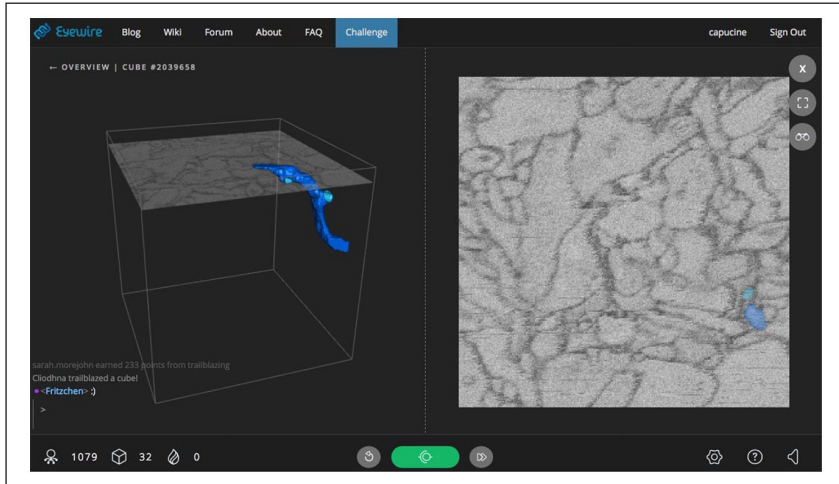 Eyewire Blog Wiki Forum About FAQ Challenge capucine Sign Out
← OVERVIEW | CUBE #2039658
X
sarah.morejohn earned 233 points from trailblazing
Cliodhna trailblazed a cube!
<Fritzchen> :)
>
1079 32 0
?